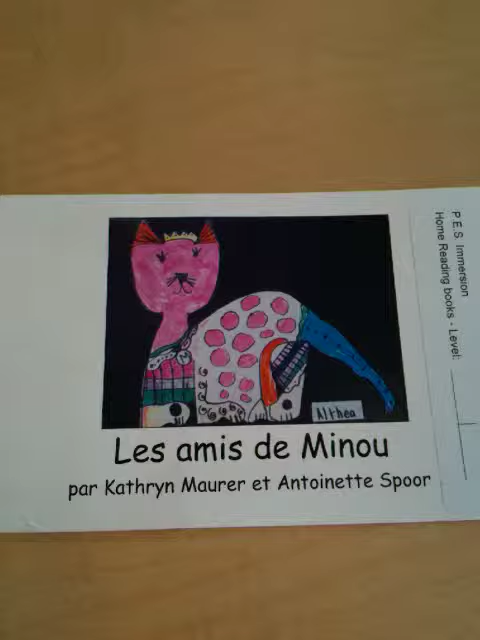 Althea
Les amis de Minou
par Kathryn Maurer et Antoinette Spoor
P.E.S. Immersion
Home Reading books - Level: